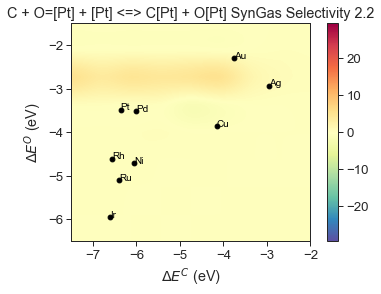 C + O=[Pt] + [Pt] <=> C[Pt] + O[Pt] SynGas Selectivity 2.2
−2
−3
−4
−5
−6
ΔE^O (eV)
Au
Ag
Pt
Pd
Cu
Rh
Ni
Ru
Ir
−7
−6
−5
−4
−3
−2
ΔE^C (eV)
20
10
0
−10
−20